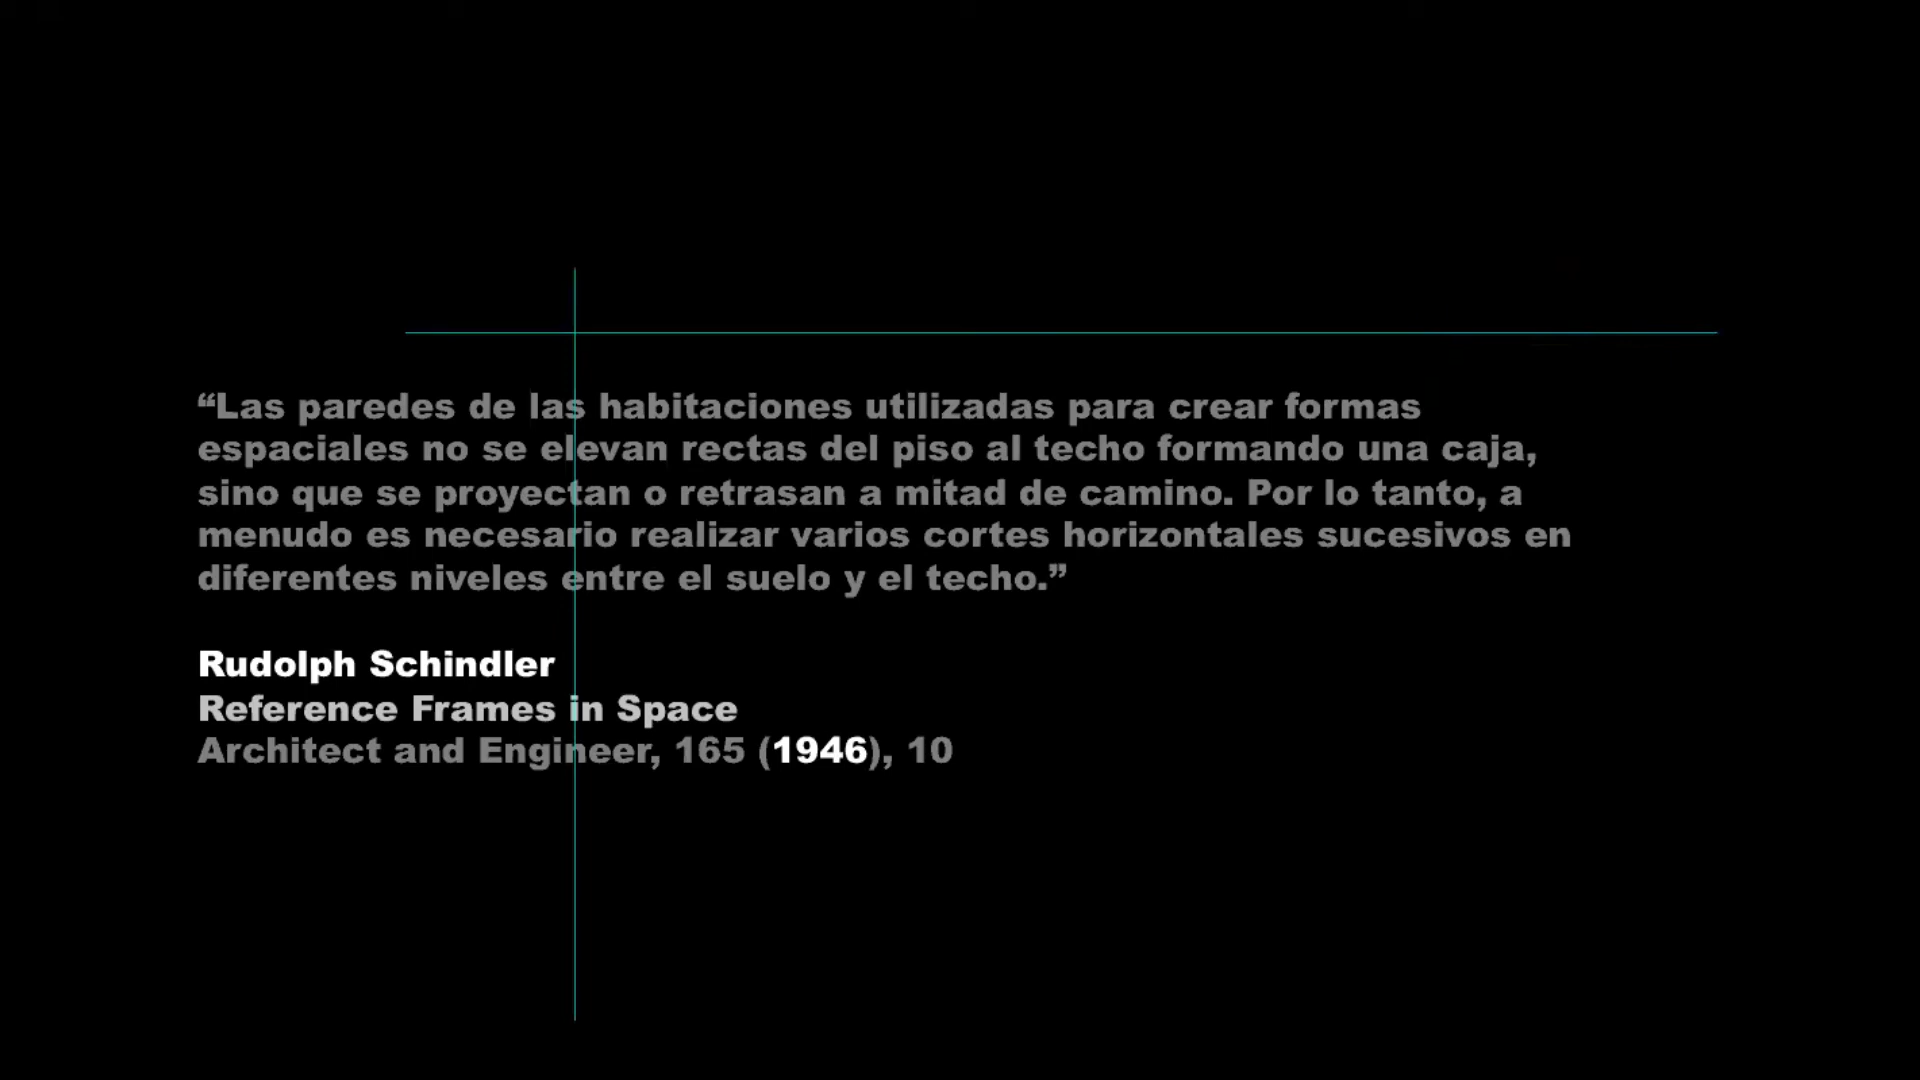 “Las paredes de las habitaciones utilizadas para crear formas
espaciales no se elevan rectas del piso al techo formando una caja,
sino que se proyectan o retrasan a mitad de camino. Por lo tanto, a
menudo es necesario realizar varios cortes horizontales sucesivos en
diferentes niveles entre el suelo y el techo.”
Rudolph Schindler
Reference Frames in Space
Architect and Engineer, 165 (1946), 10